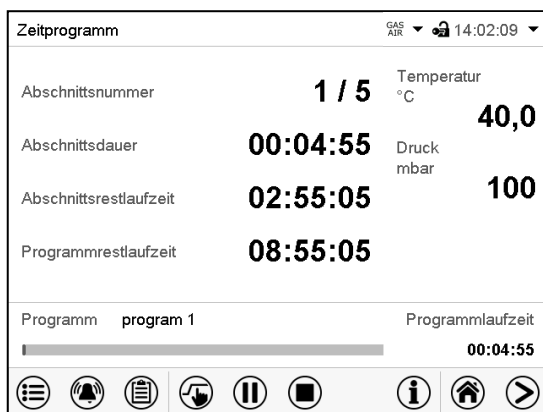 Zeitprogramm GAS AIR 14:02:09
Abschnittsnummer 1 / 5
Abschnittsdauer 00:04:55
Abschnittsrestlaufzeit 02:55:05
Programmrestlaufzeit 08:55:05
Temperatur
°C
40,0
Druck
mbar
100
Programm program 1 Programmlaufzeit
00:04:55